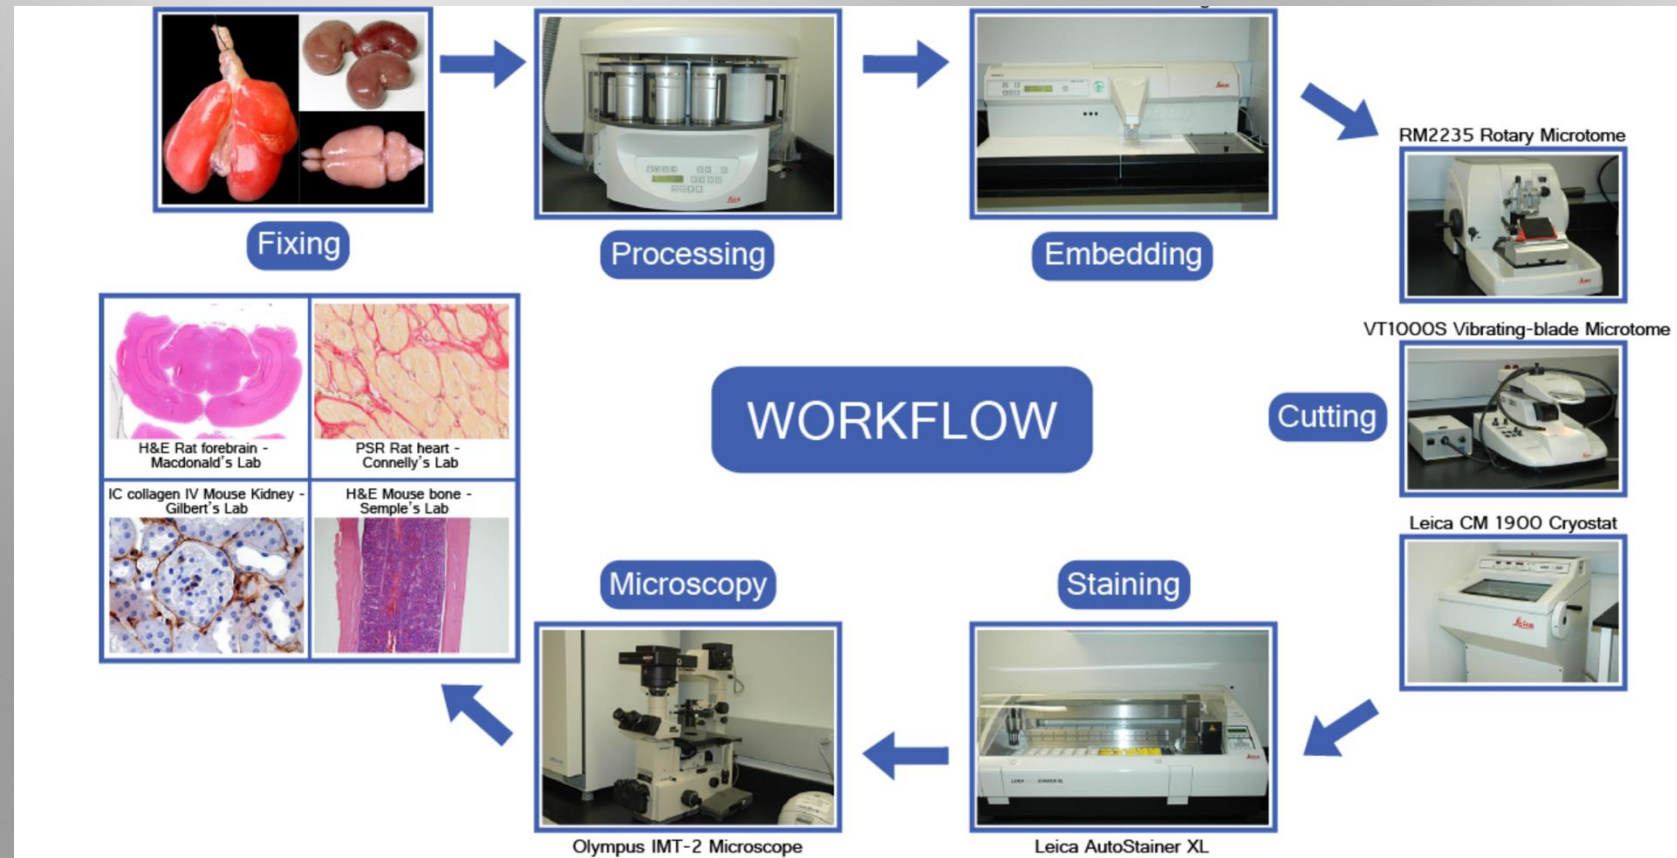 Fixing
Processing
Embedding
RM2235 Rotary Microtome
Leica
VT1000S Vibrating-blade Microtome
Cutting
Leica CM 1900 Cryostat
Leica
WORKFLOW
H&E Rat forebrain -
Macdonald's Lab
PSR Rat heart -
Connelly's Lab
IC collagen IV Mouse Kidney -
Gilbert's Lab
H&E Mouse bone -
Semple's Lab
Microscopy
Staining
Olympus IMT-2 Microscope
Leica AutoStainer XL